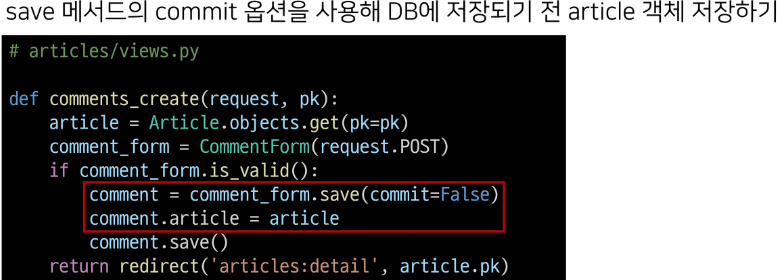 save 메서드의 commit 옵션을 사용해 DB에 저장되기 전 article 객체 저장하기
# articles/views.py
def comments_create(request, pk):
    article = Article.objects.get(pk=pk)
    comment_form = CommentForm(request.POST)
    if comment_form.is_valid():
        comment = comment_form.save(commit=False)
        comment.article = article
        comment.save()
    return redirect('articles:detail', article.pk)